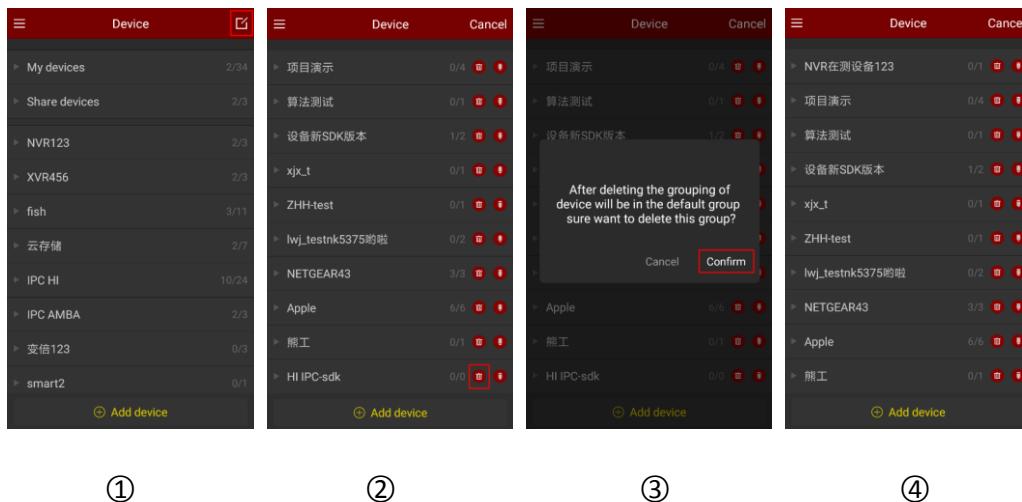 Device
My devices 2/34
Share devices 2/3
NVR123 2/3
XVR456 2/3
fish 3/11
云存储 2/7
IPC HI 10/24
IPC AMBA 2/3
变倍123 0/3
smart2 0/1
Add device
①
Device Cancel
项目演示 0/4
算法测试 0/1
设备新SDK版本 1/2
xjx_t 0/1
ZHH-test 0/1
lwj_testnk5375哟啦 0/2
NETGEAR43 3/3
Apple 6/6
熊工 0/1
HI IPC-sdk 0/0
Add device
②
Device Cancel
项目演示 0/4
算法测试 0/1
设备新SDK版本 1/2
After deleting the grouping of
device will be in the default group
sure want to delete this group?
Cancel Confirm
Apple 6/6
熊工 0/1
HI IPC-sdk 0/0
Add device
③
Device Cance
NVR在测设备123 0/1
项目演示 0/4
算法测试 0/1
设备新SDK版本 1/2
xjx_t 0/1
ZHH-test 0/1
lwj_testnk5375哟啦 0/2
NETGEAR43 3/3
Apple 6/6
熊工 0/1
Add device
④